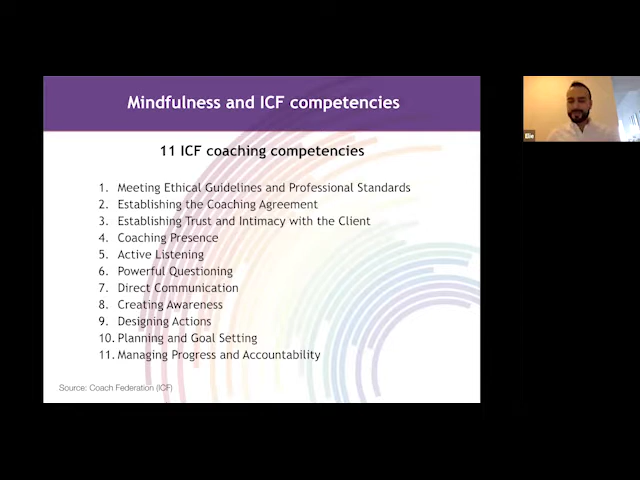 Mindfulness and ICF competencies
11 ICF coaching competencies
1. Meeting Ethical Guidelines and Professional Standards
2. Establishing the Coaching Agreement
3. Establishing Trust and Intimacy with the Client
4. Coaching Presence
5. Active Listening
6. Powerful Questioning
7. Direct Communication
8. Creating Awareness
9. Designing Actions
10. Planning and Goal Setting
11. Managing Progress and Accountability
Source: Coach Federation (ICF)
Elie